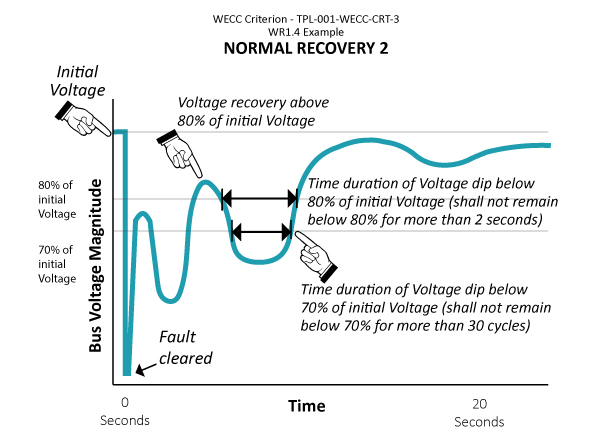 WECC Criterion - TPL-001-WECC-CRT-3
WR1.4 Example
NORMAL RECOVERY 2
Initial
Voltage
Voltage recovery above
80% of initial Voltage
80% of
initial
Voltage
Time duration of Voltage dip below
80% of initial Voltage (shall not remain
below 80% for more than 2 seconds)
70% of
initial
Voltage
Bus Voltage Magnitude
Time duration of Voltage dip below
70% of initial Voltage (shall not remain
below 70% for more than 30 cycles)
Fault
cleared
0
Seconds
Time
20
Seconds